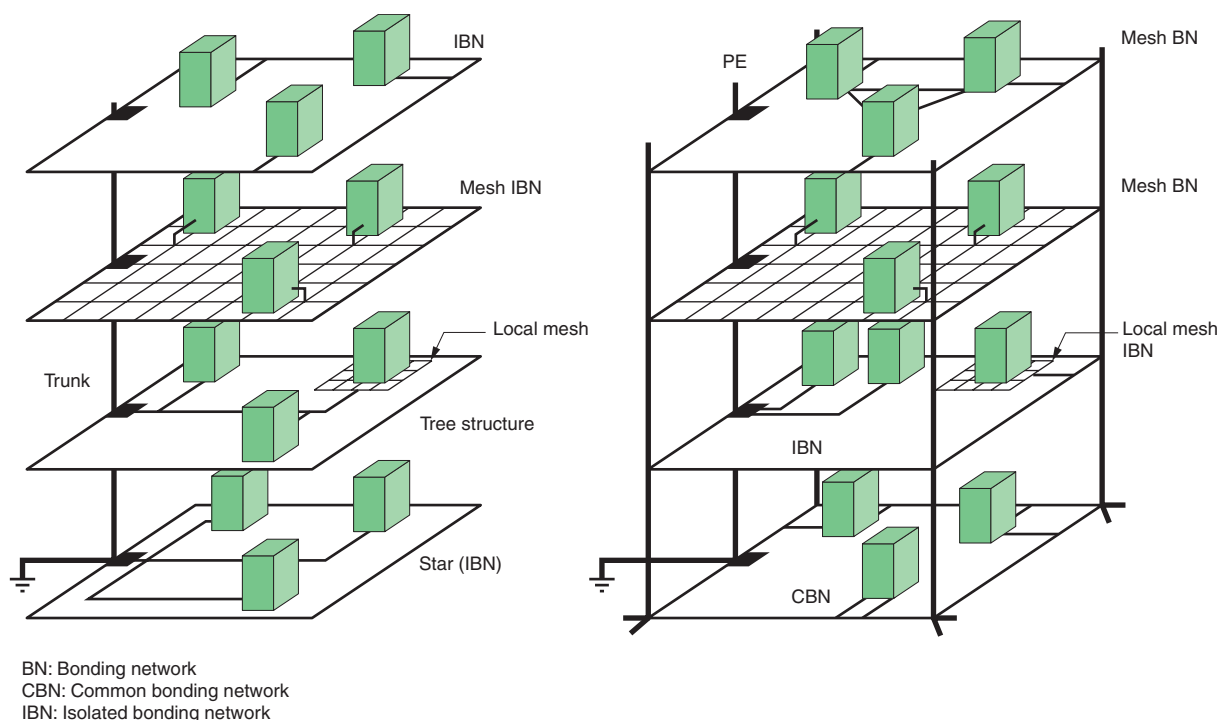 IBN
Mesh IBN
Local mesh
Trunk
Tree structure
Star (IBN)
PE
Mesh BN
Mesh BN
Local mesh
IBN
IBN
CBN
BN: Bonding network
CBN: Common bonding network
IBN: Isolated bonding network